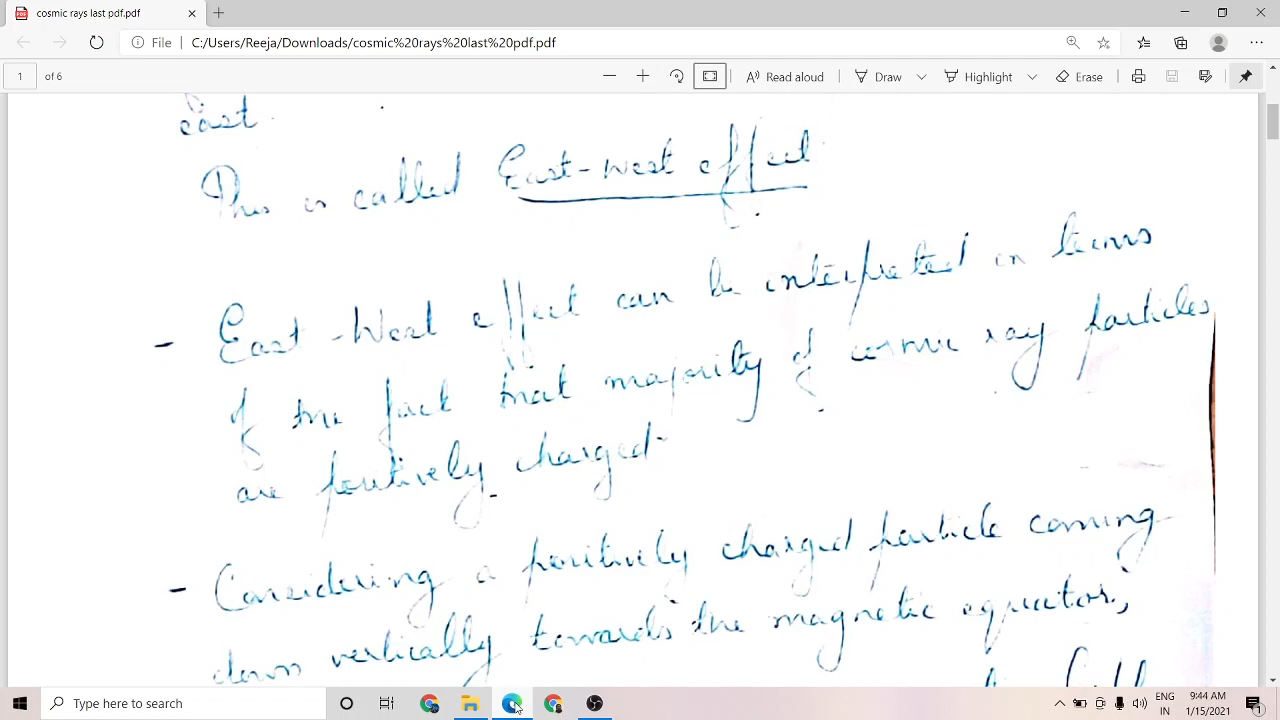 cosmic rays last pdf.pdf
File C:/Users/Reeja/Downloads/cosmic%20rays%20last%20pdf.pdf
1 of 6 Read aloud Draw Highlight Erase
East.
This is called East-West effect
- East-West effect can be interpreted in terms
of the fact that majority of cosmic ray particles
are positively charged.
- Considering a positively charged particle coming
down vertically towards the magnetic equator,
Type here to search
ENG 9:44 AM
IN 1/15/2021